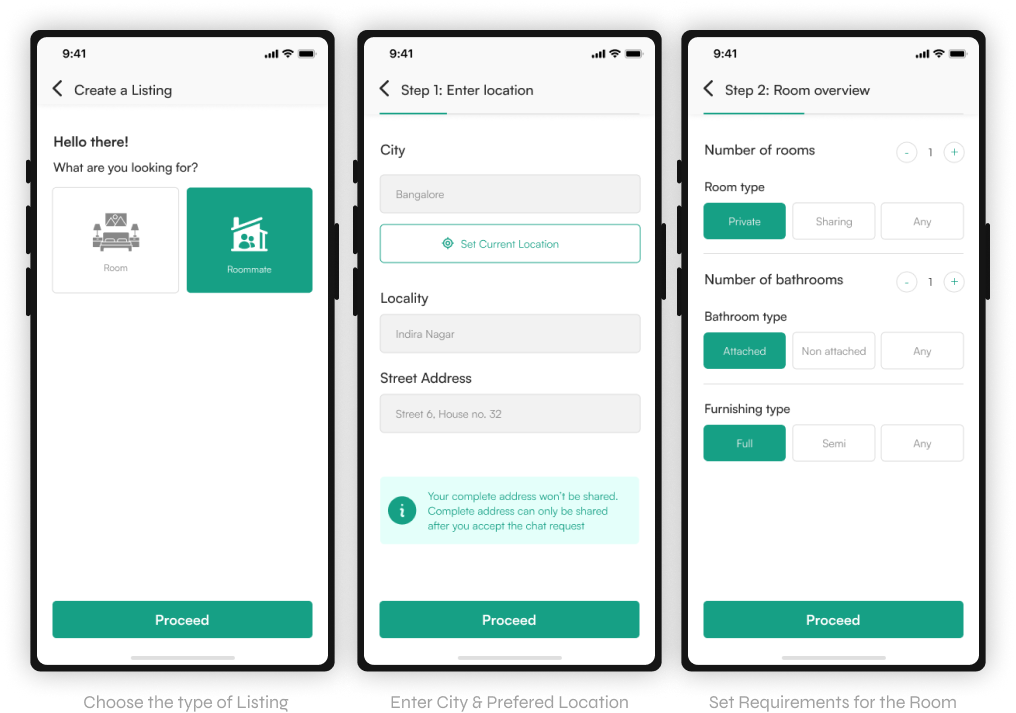 9:41
Create a Listing
Hello there!
What are you looking for?
Room
Roommate
Proceed
Choose the type of Listing
9:41
Step 1: Enter location
City
Bangalore
Set Current Location
Locality
Indira Nagar
Street Address
Street 6, House no. 32
i
Your complete address won't be shared.
Complete address can only be shared
after you accept the chat request
Proceed
Enter City & Prefered Location
9:41
Step 2: Room overview
Number of rooms - 1 +
Room type
Private Sharing Any
Number of bathrooms - 1 +
Bathroom type
Attached Non attached Any
Furnishing type
Full Semi Any
Proceed
Set Requirements for the Room